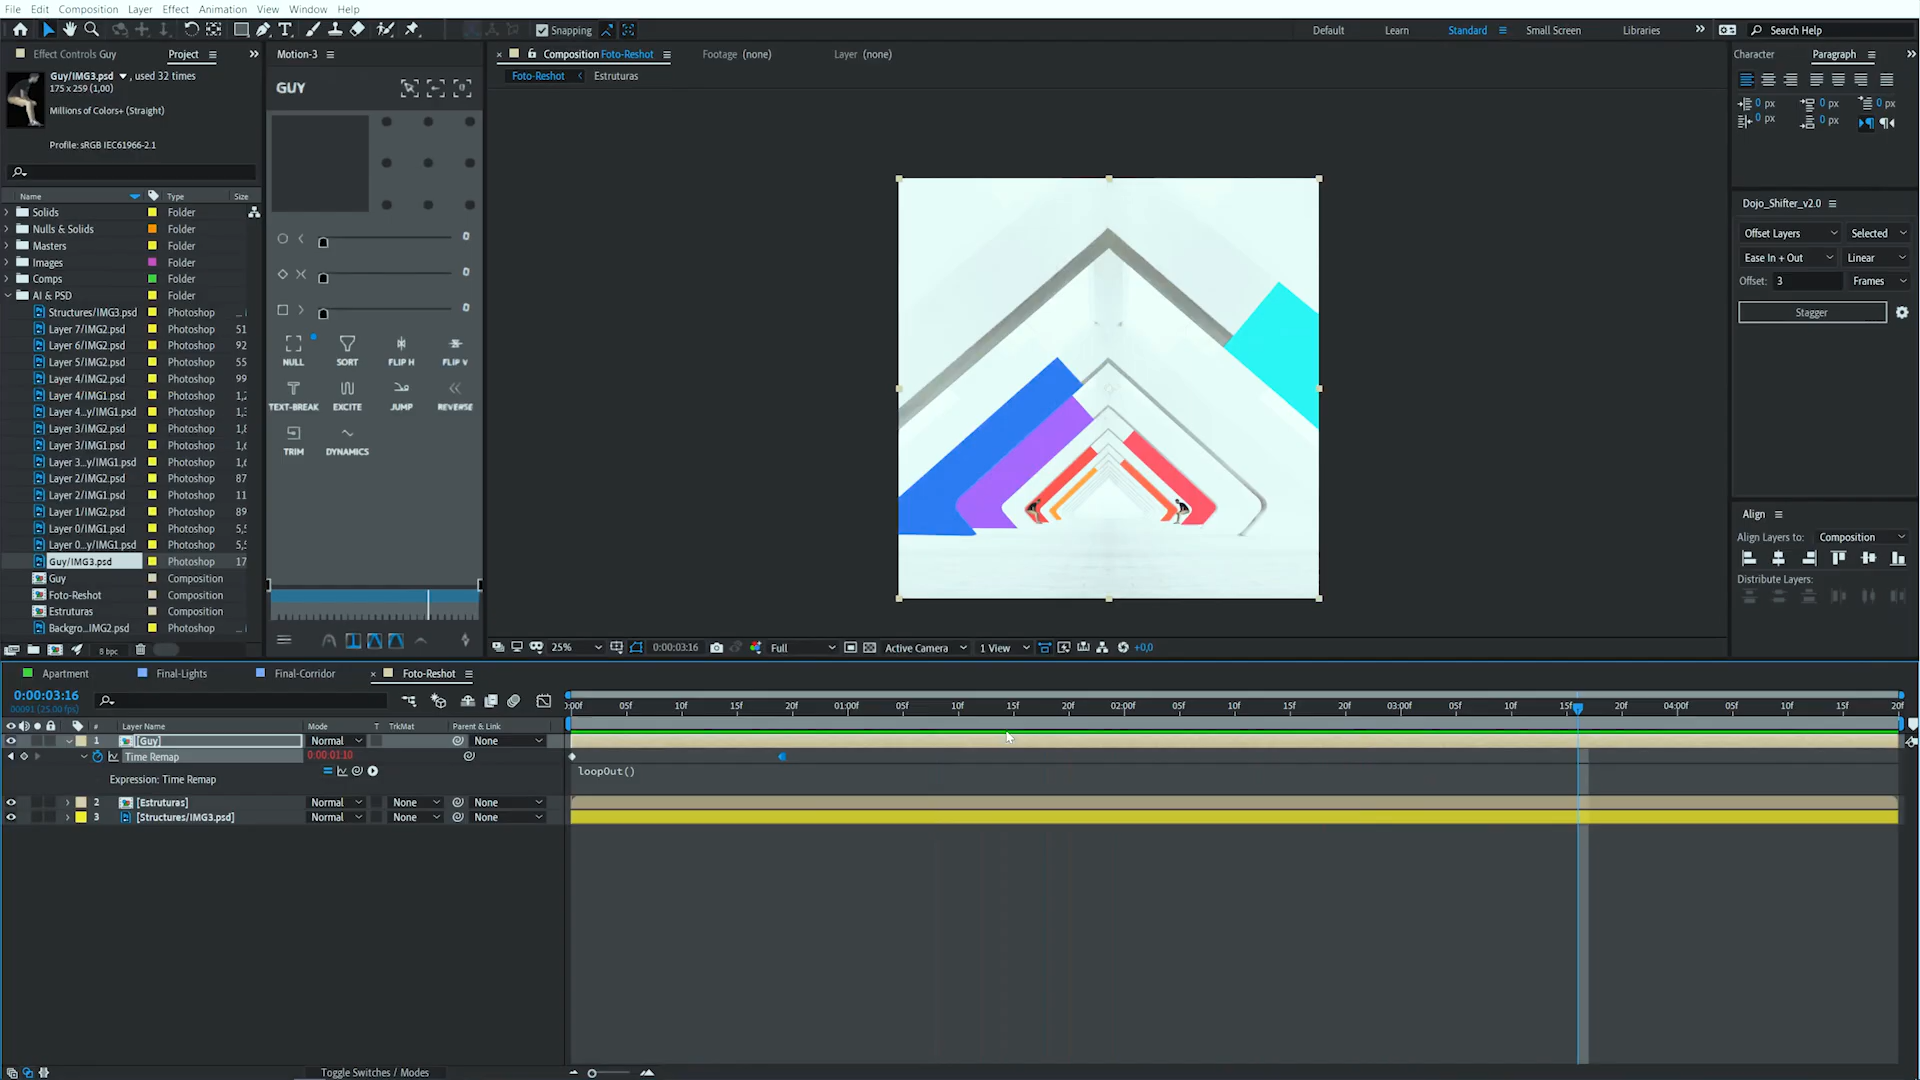 File Edit Composition Layer Effect Animation View Window Help
Snapping
Default Learn Standard Small Screen Libraries Search Help
Effect Controls Guy Project
Guy/IMG3.psd , used 32 times
175 x 259 (1,00)
Millions of Colors+ (Straight)
Profile: sRGB IEC61966-2.1
Name Type Size
Solids Folder
Nulls & Solids Folder
Masters Folder
Images Folder
Comps Folder
AI & PSD Folder
Structures/IMG3.psd Photoshop
Layer 7/IMG2.psd Photoshop 51
Layer 6/IMG2.psd Photoshop 92
Layer 5/IMG2.psd Photoshop 55
Layer 4/IMG2.psd Photoshop 99
Layer 4/IMG1.psd Photoshop 1,2
Layer 4...y/IMG1.psd Photoshop 1,3
Layer 3/IMG2.psd Photoshop 1,8
Layer 3/IMG1.psd Photoshop 1,6
Layer 3...y/IMG1.psd Photoshop 1,6
Layer 2/IMG2.psd Photoshop 87
Layer 2/IMG1.psd Photoshop 11
Layer 1/IMG2.psd Photoshop 89
Layer 0/IMG1.psd Photoshop 5,5
Layer 0...y/IMG1.psd Photoshop 5,5
Guy/IMG3.psd Photoshop 17
Guy Composition
Foto-Reshot Composition
Estruturas Composition
Backgro...IMG2.psd Photoshop
8 bpc
Motion-3
GUY
0
0
0
NULL SORT FLIP H FLIP V
TEXT-BREAK EXCITE JUMP REVERSE
TRIM DYNAMICS
Composition Foto-Reshot Footage (none) Layer (none)
Foto-Reshot Estruturas
25% 0:00:03:16 Full Active Camera 1 View +0,0
Character Paragraph
0 px 0 px 0 px
0 px 0 px
Dojo_Shifter_v2.0
Offset Layers Selected
Ease In + Out Linear
Offset: 3 Frames
Stagger
Align
Align Layers to: Composition
Distribute Layers:
Apartment Final-Lights Final-Corridor Foto-Reshot
0:00:03:16
00091 (25.00 fps)
:00f 05f 10f 15f 20f 01:00f 05f 10f 15f 20f 02:00f 05f 10f 15f 20f 03:00f 05f 10f 15f 20f 04:00f 05f 10f 15f 20f
# Layer Name Mode T TrkMat Parent & Link
1 [Guy] Normal None
Time Remap 0:00:01:10
Expression: Time Remap loopOut()
2 [Estruturas] Normal None None
3 [Structures/IMG3.psd] Normal None None
Toggle Switches / Modes